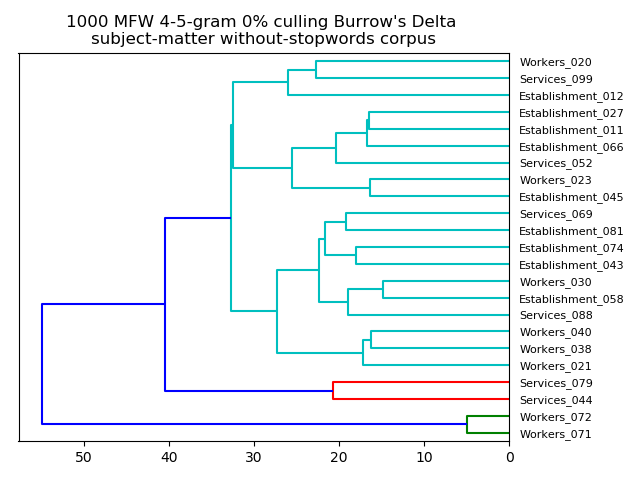 1000 MFW 4-5-gram 0% culling Burrow's Delta
subject-matter without-stopwords corpus
Workers_020
Services_099
Establishment_012
Establishment_027
Establishment_011
Establishment_066
Services_052
Workers_023
Establishment_045
Services_069
Establishment_081
Establishment_074
Establishment_043
Workers_030
Establishment_058
Services_088
Workers_040
Workers_038
Workers_021
Services_079
Services_044
Workers_072
Workers_071
50 40 30 20 10 0